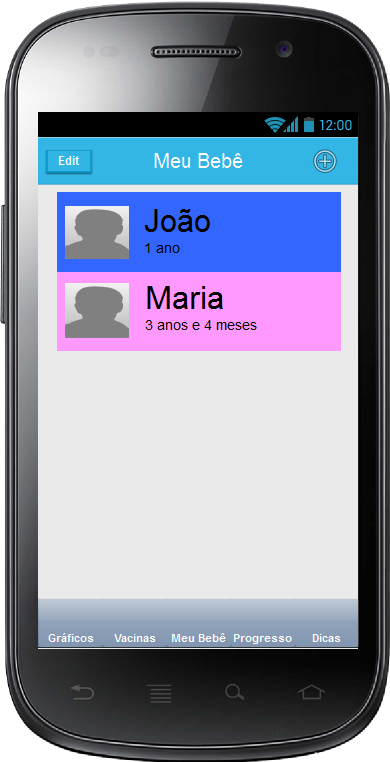 12:00
Edit Meu Bebê
João
1 ano
Maria
3 anos e 4 meses
Gráficos Vacinas Meu Bebê Progresso Dicas